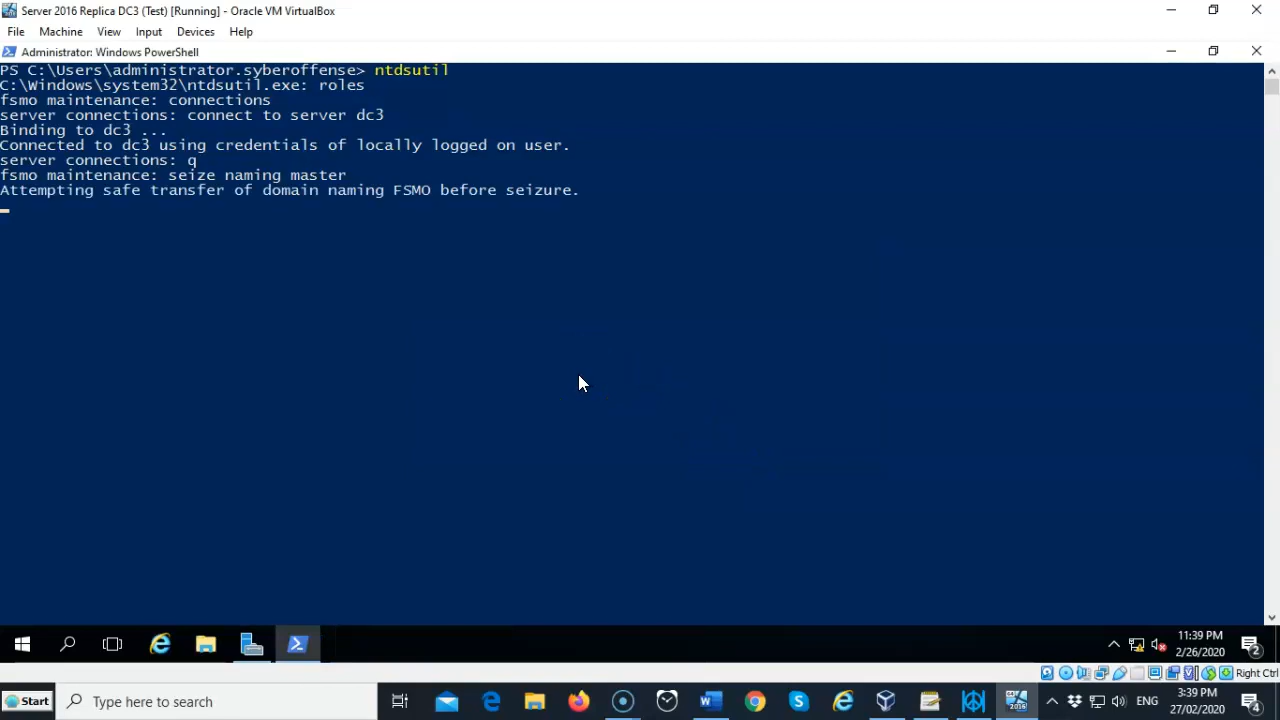 Server 2016 Replica DC3 (Test) [Running] - Oracle VM VirtualBox
File Machine View Input Devices Help
Administrator: Windows PowerShell
PS C:\Users\administrator.syberoffense> ntdsutil
C:\Windows\system32\ntdsutil.exe: roles
fsmo maintenance: connections
server connections: connect to server dc3
Binding to dc3 ...
Connected to dc3 using credentials of locally logged on user.
server connections: q
fsmo maintenance: seize naming master
Attempting safe transfer of domain naming FSMO before seizure.
11:39 PM
2/26/2020
2
Right Ctrl
Start
Type here to search
ENG
3:39 PM
27/02/2020
4